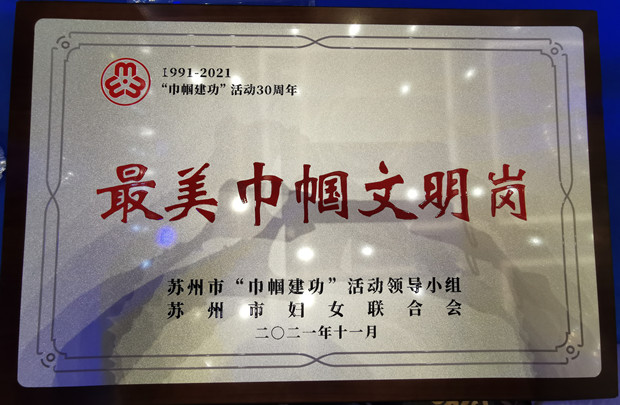 1991-2021
“巾帼建功”活动30周年
最美巾帼文明岗
苏州市“巾帼建功”活动领导小组
苏州市妇女联合会
二〇二一年十一月